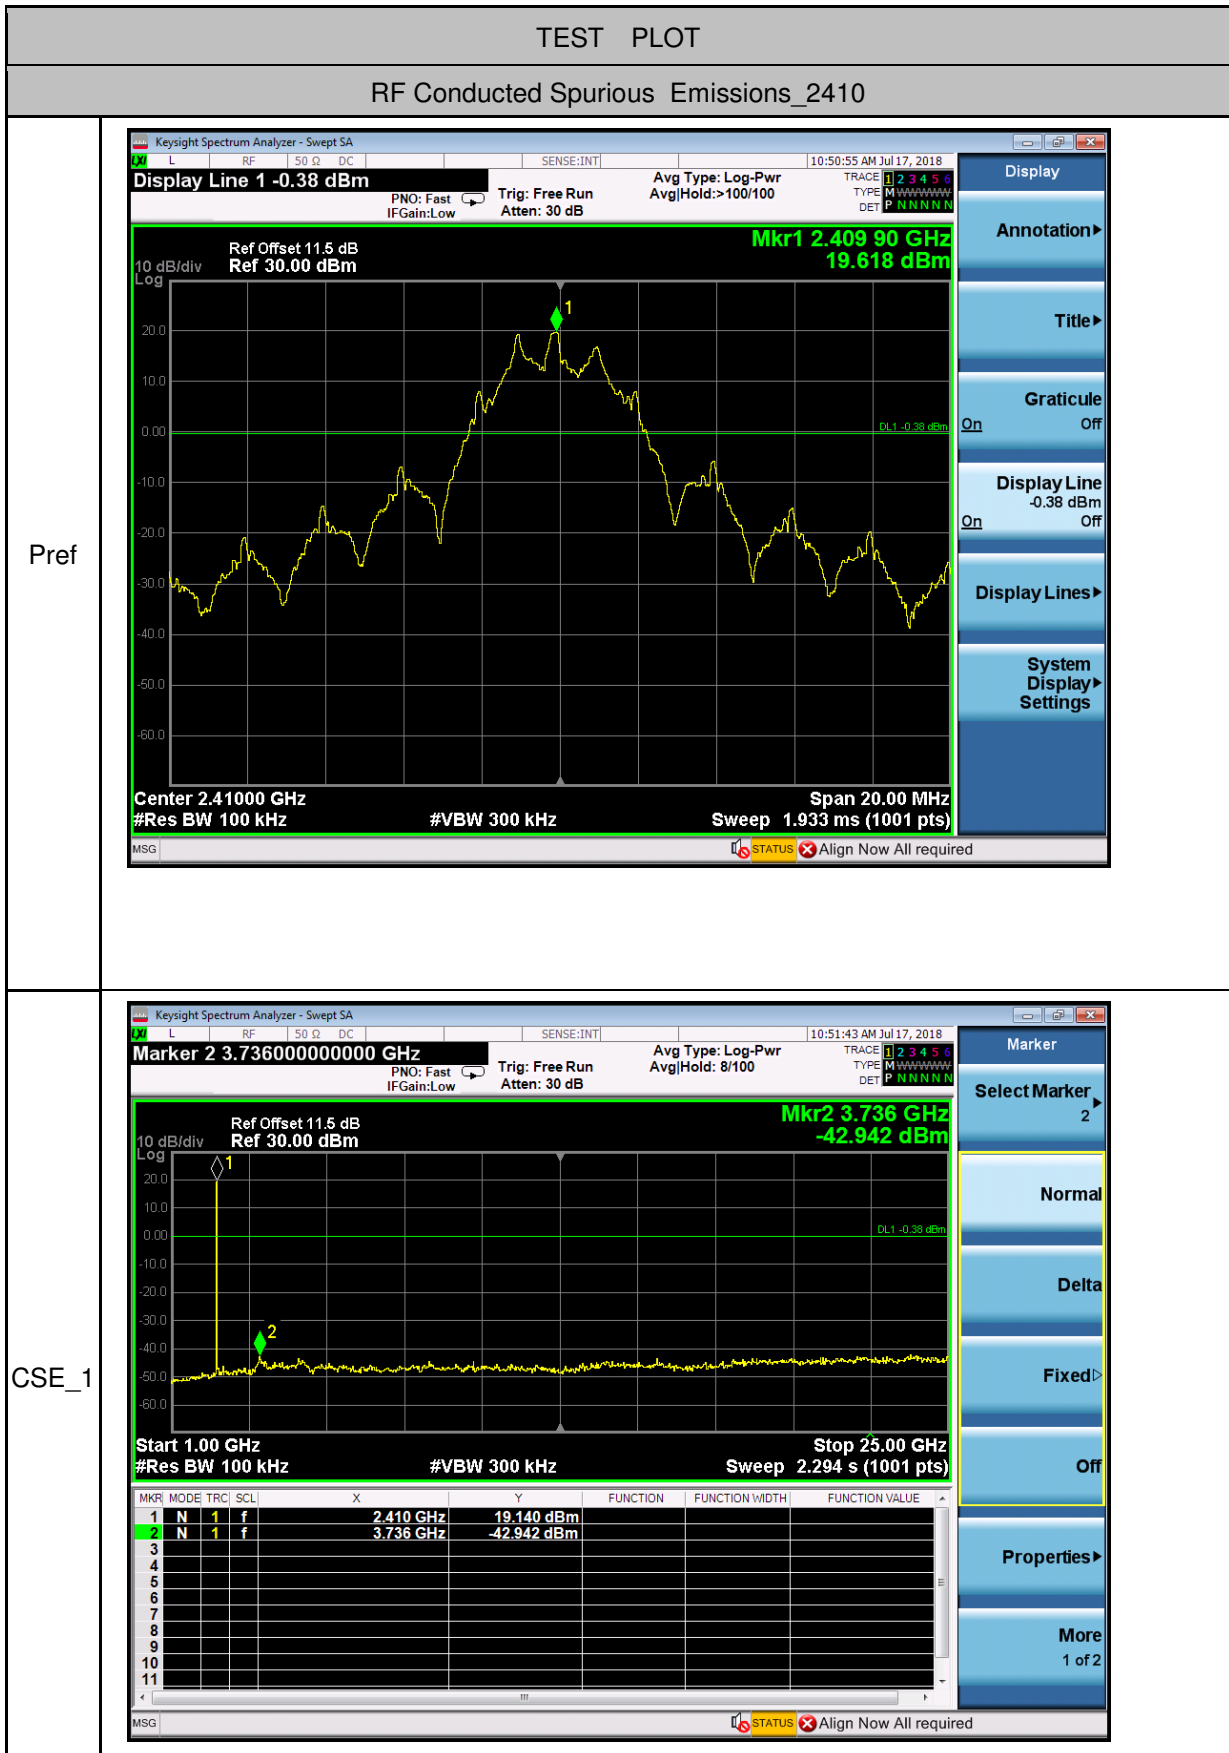 TEST PLOT
RF Conducted Spurious Emissions_2410
Pref
Keysight Spectrum Analyzer - Swept SA
LXI L RF 50 Ω DC SENSE:INT 10:50:55 AM Jul 17, 2018
Display Line 1 -0.38 dBm
PNO: Fast
IFGain:Low
Trig: Free Run
Atten: 30 dB
Avg Type: Log-Pwr
Avg|Hold:>100/100
TRACE 1 2 3 4 5 6
TYPE M W W W W W
DET P N N N N N
Mkr1 2.409 90 GHz
19.618 dBm
Ref Offset 11.5 dB
10 dB/div Ref 30.00 dBm
Log
1
20.0
10.0
0.00
DL1 -0.38 dBm
-10.0
-20.0
-30.0
-40.0
-50.0
-60.0
Center 2.41000 GHz Span 20.00 MHz
#Res BW 100 kHz #VBW 300 kHz Sweep 1.933 ms (1001 pts)
MSG STATUS Align Now All required
Display
Annotation
Title
Graticule
On Off
Display Line
-0.38 dBm
On Off
Display Lines
System
Display
Settings
CSE_1
Keysight Spectrum Analyzer - Swept SA
LXI L RF 50 Ω DC SENSE:INT 10:51:43 AM Jul 17, 2018
Marker 2 3.736000000000 GHz
PNO: Fast
IFGain:Low
Trig: Free Run
Atten: 30 dB
Avg Type: Log-Pwr
Avg|Hold: 8/100
TRACE 1 2 3 4 5 6
TYPE M W W W W W
DET P N N N N N
Mkr2 3.736 GHz
-42.942 dBm
Ref Offset 11.5 dB
10 dB/div Ref 30.00 dBm
Log
1
20.0
10.0
0.00
DL1 -0.38 dBm
-10.0
-20.0
-30.0
2
-40.0
-50.0
-60.0
Start 1.00 GHz Stop 25.00 GHz
#Res BW 100 kHz #VBW 300 kHz Sweep 2.294 s (1001 pts)
MKR MODE TRC SCL X Y FUNCTION FUNCTION WIDTH FUNCTION VALUE
1 N 1 f 2.410 GHz 19.140 dBm
2 N 1 f 3.736 GHz -42.942 dBm
3
4
5
6
7
8
9
10
11
MSG STATUS Align Now All required
Marker
Select Marker
2
Normal
Delta
Fixed
Off
Properties
More
1 of 2